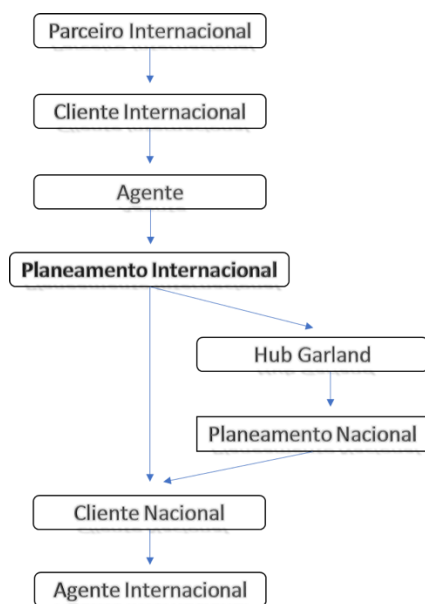 Parceiro Internacional
Cliente Internacional
Agente
Planeamento Internacional
Hub Garland
Planeamento Nacional
Cliente Nacional
Agente Internacional